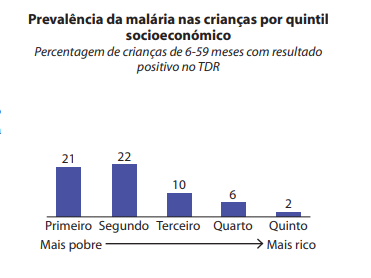 Prevalência da malária nas crianças por quintil
socioeconómico
Percentagem de crianças de 6-59 meses com resultado
positivo no TDR
21
22
10
6
2
Primeiro Segundo Terceiro Quarto Quinto
Mais pobre Mais rico